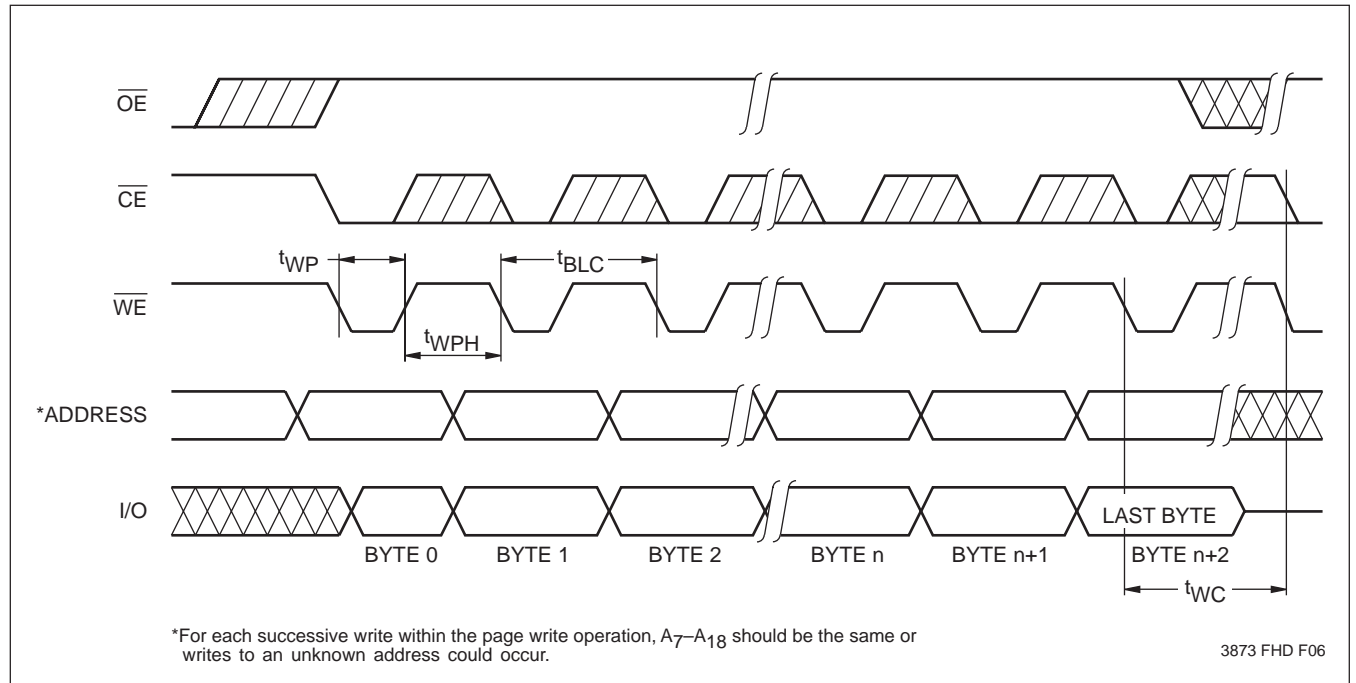 OE
CE
tWP
tBLC
WE
tWPH
*ADDRESS
I/O
LAST BYTE
BYTE 0
BYTE 1
BYTE 2
BYTE n
BYTE n+1
BYTE n+2
tWC
*For each successive write within the page write operation, A7–A18 should be the same or
writes to an unknown address could occur.
3873 FHD F06